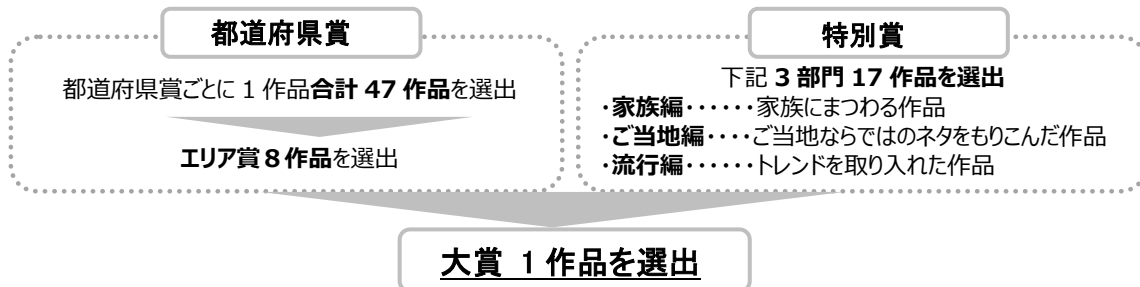 都道府県賞
都道府県賞ごとに 1 作品合計 47 作品を選出
エリア賞 8 作品を選出
特別賞
下記 3 部門 17 作品を選出
・家族編・・・・・・家族にまつわる作品
・ご当地編・・・・ご当地ならではのネタをもりこんだ作品
・流行編・・・・・・トレンドを取り入れた作品
大賞 1 作品を選出